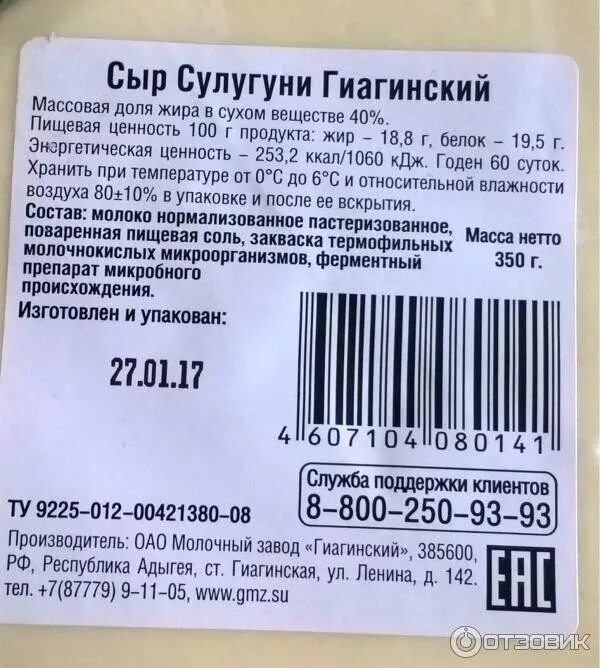 Сыр Сулугуни Гиагинский
Массовая доля жира в сухом веществе 40%.
Пищевая ценность 100 г продукта: жир – 18,8 г, белок – 19,5 г.
Энергетическая ценность – 253,2 ккал/1060 кДж. Годен 60 суток.
Хранить при температуре от 0°С до 6°С и относительной влажности
воздуха 80±10% в упаковке и после ее вскрытия.
Состав: молоко нормализованное пастеризованное,
поваренная пищевая соль, закваска термофильных
молочнокислых микроорганизмов, ферментный
препарат микробного
происхождения.
Масса нетто
350 г.
Изготовлен и упакован:
27.01.17
4 607104 080141
Служба поддержки клиентов
8-800-250-93-93
ТУ 9225-012-00421380-08
Производитель: ОАО Молочный завод «Гиагинский», 385600,
РФ, Республика Адыгея, ст. Гиагинская, ул. Ленина, д. 142.
тел. +7(87779) 9-11-05, www.gmz.su
EAC
ОТЗОВИК